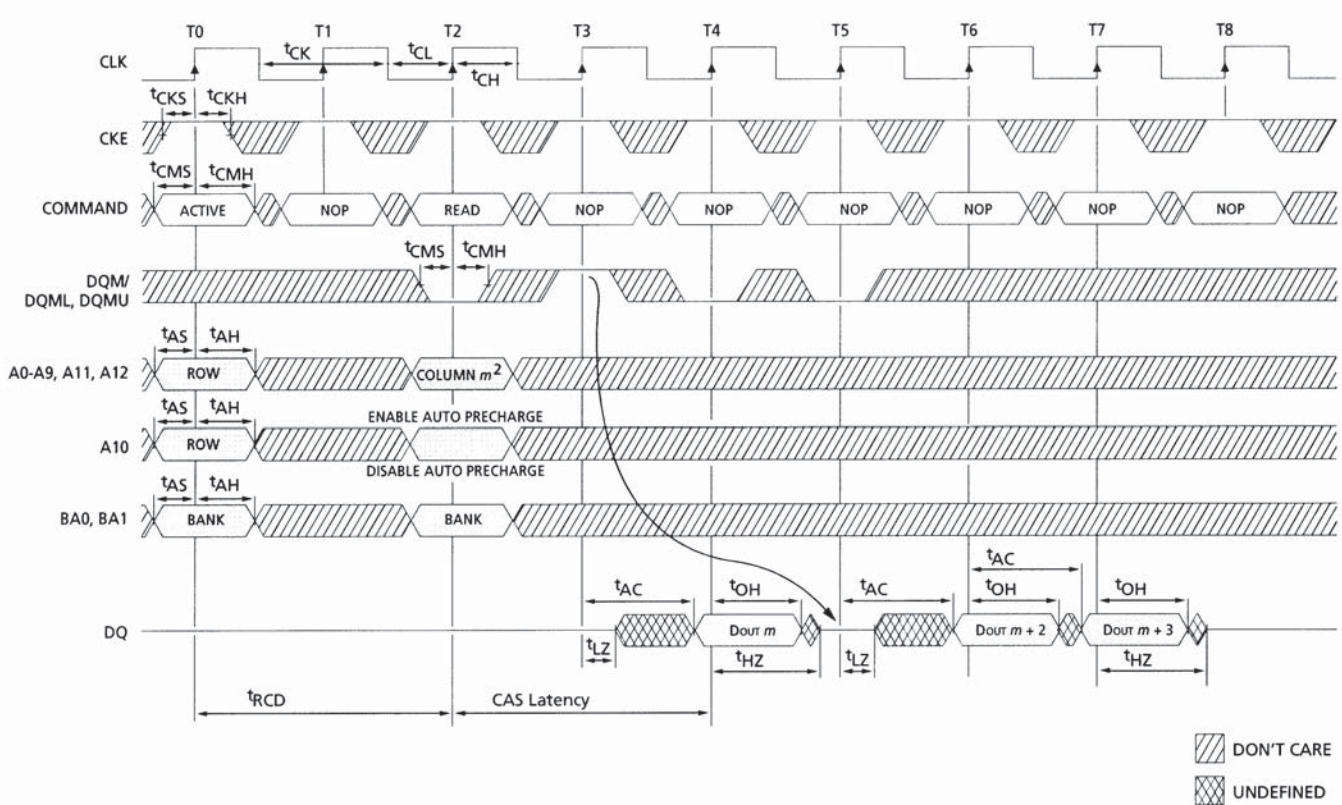 T0 T1 T2 T3 T4 T5 T6 T7 T8
CLK
tCK tCL tCH
tCKS tCKH
CKE
tCMS tCMH
COMMAND ACTIVE NOP READ NOP NOP NOP NOP NOP NOP
tCMS tCMH
DQM/
DQML, DQMU
tAS tAH
A0-A9, A11, A12 ROW COLUMN m2
tAS tAH ENABLE AUTO PRECHARGE
A10 ROW
DISABLE AUTO PRECHARGE
tAS tAH
BA0, BA1 BANK BANK
tAC tOH tAC tAC tOH tOH
DQ DOUT m DOUT m + 2 DOUT m + 3
tLZ tHZ tLZ tHZ
tRCD CAS Latency
DON'T CARE
UNDEFINED